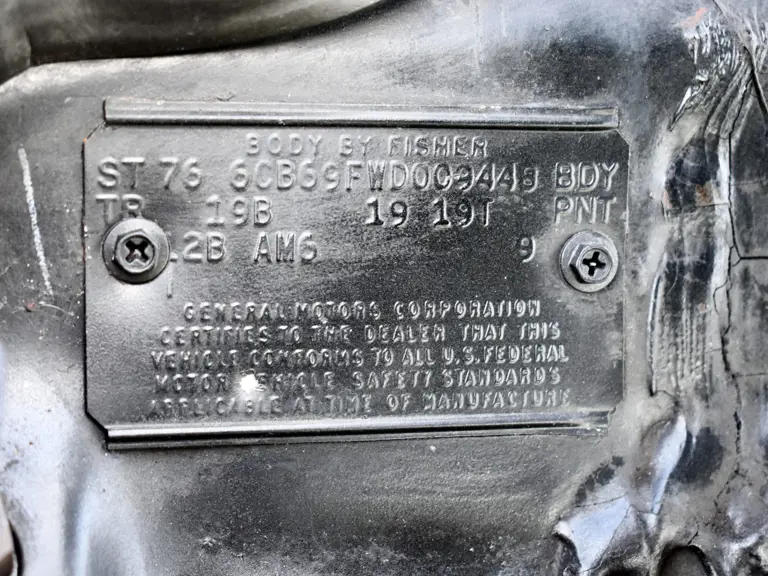 BODY BY FISHER
ST 76 6CB69FWD009448 BDY
TR 19B 19 19T PNT
12B AM6 9
GENERAL MOTORS CORPORATION
CERTIFIES TO THE DEALER THAT THIS
VEHICLE CONFORMS TO ALL U.S. FEDERAL
MOTOR VEHICLE SAFETY STANDARDS
APPLICABLE AT TIME OF MANUFACTURE